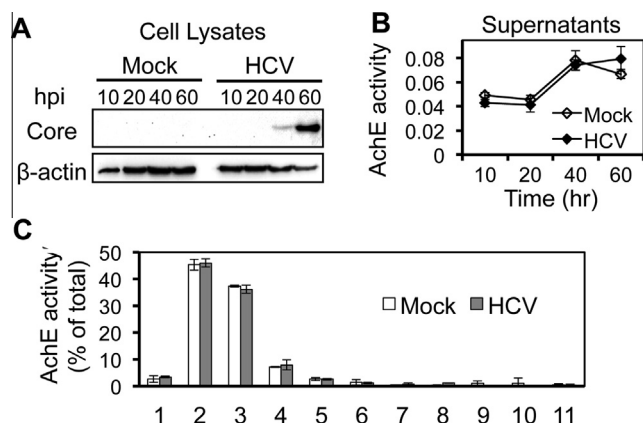 A
Cell Lysates
Mock HCV
hpi 10 20 40 60 10 20 40 60
Core
β-actin
B
Supernatants
AchE activity
0.08
0.06
0.04
0.02
0
10 20 40 60
Time (hr)
Mock
HCV
C
AchE activity'
(% of total)
50
40
30
20
10
0
Mock HCV
1 2 3 4 5 6 7 8 9 10 11